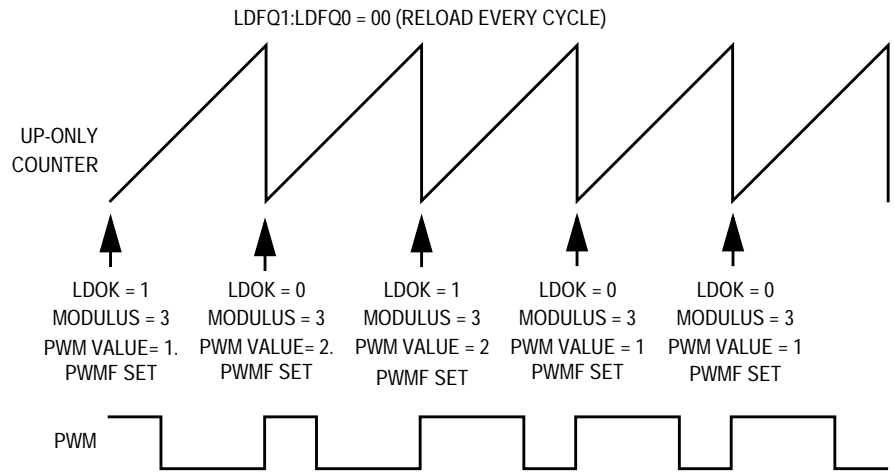 LDFQ1:LDFQ0 = 00 (RELOAD EVERY CYCLE)
UP-ONLY
COUNTER
LDOK = 1
MODULUS = 3
PWM VALUE= 1.
PWMF SET
LDOK = 0
MODULUS = 3
PWM VALUE= 2.
PWMF SET
LDOK = 1
MODULUS = 3
PWM VALUE = 2
PWMF SET
LDOK = 0
MODULUS = 3
PWM VALUE = 1
PWMF SET
LDOK = 0
MODULUS = 3
PWM VALUE = 1
PWMF SET
PWM